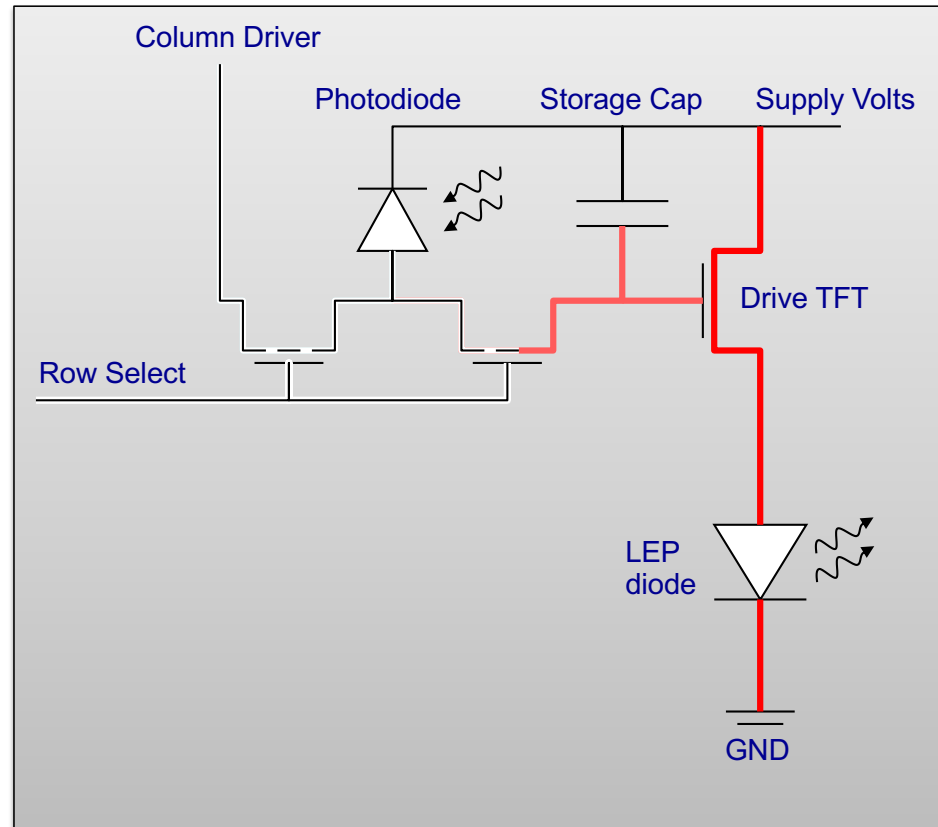 Column Driver
Photodiode
Storage Cap
Supply Volts
Drive TFT
Row Select
LEP
diode
GND